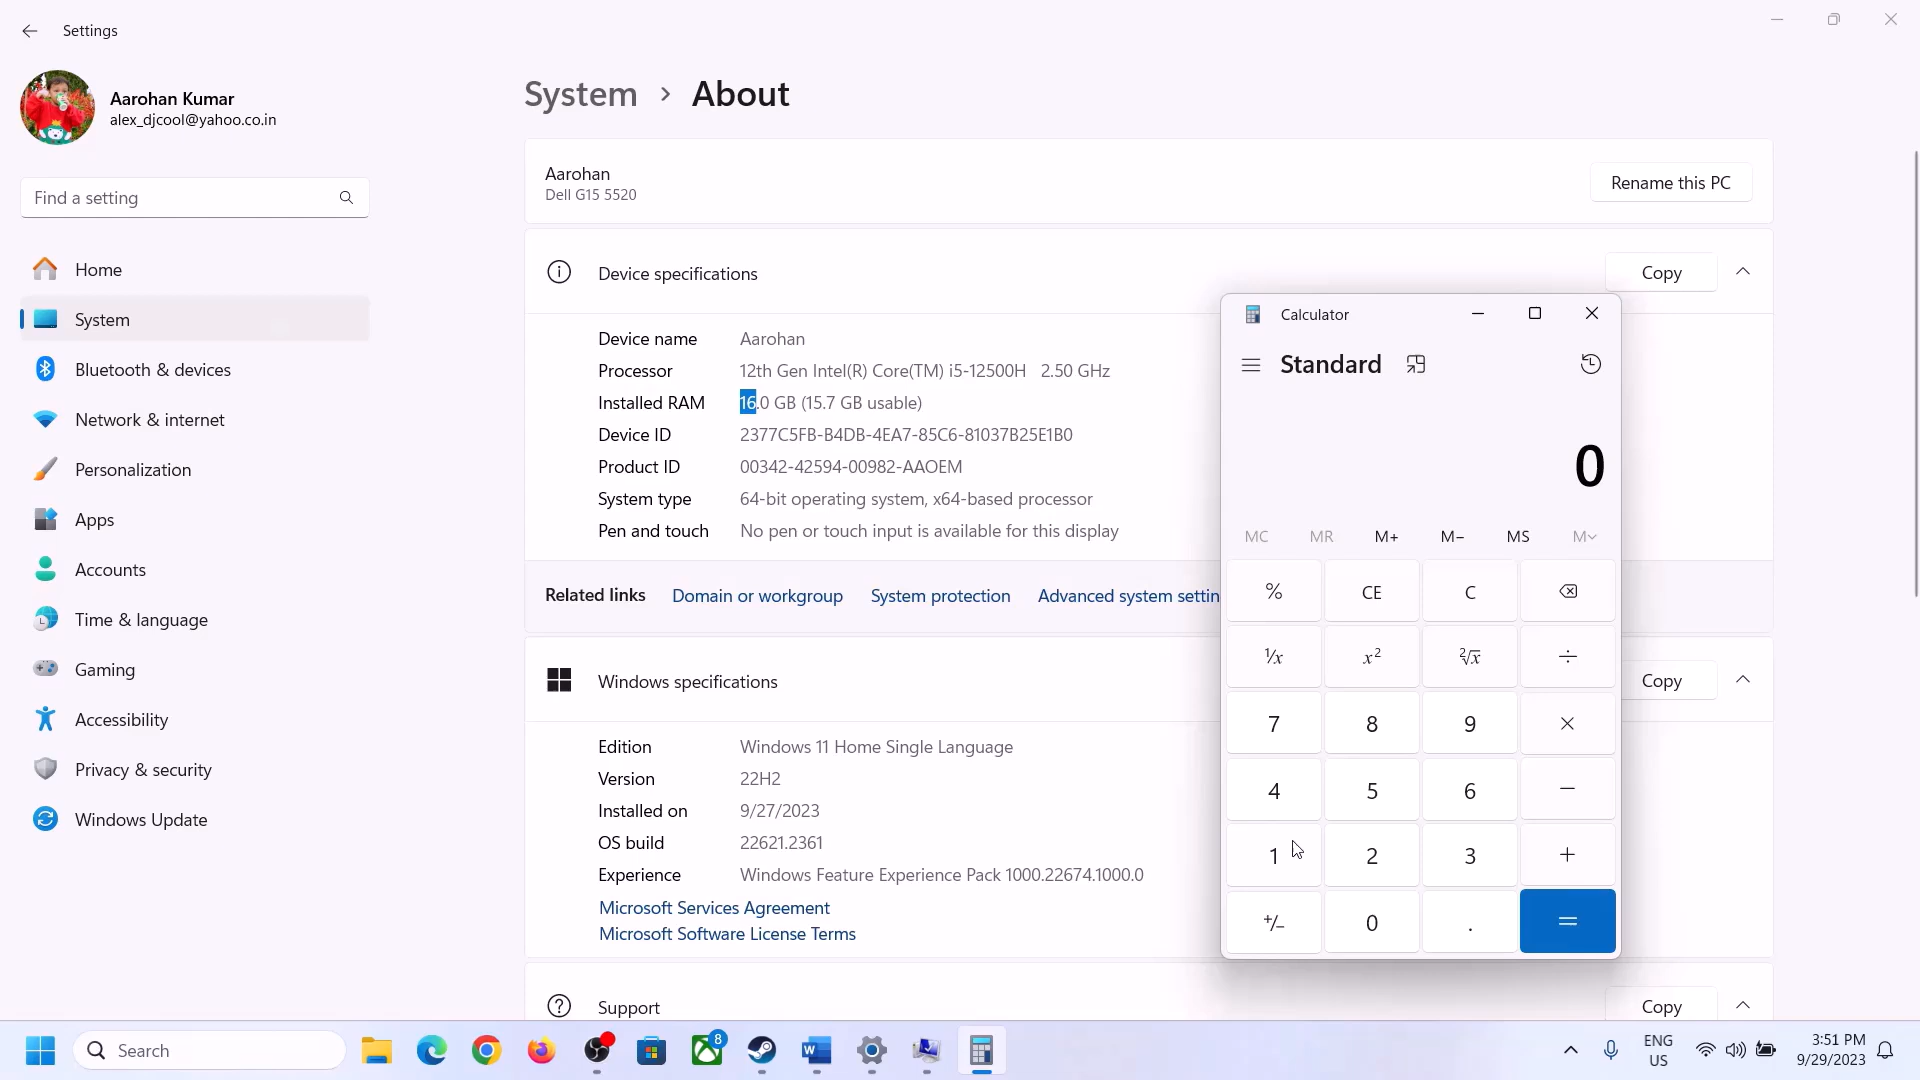 Settings
Aarohan Kumar
alex_djcool@yahoo.co.in
Find a setting
Home
System
Bluetooth & devices
Network & internet
Personalization
Apps
Accounts
Time & language
Gaming
Accessibility
Privacy & security
Windows Update
System > About
Aarohan
Dell G15 5520
Rename this PC
Device specifications
Copy
Device name Aarohan
Processor 12th Gen Intel(R) Core(TM) i5-12500H 2.50 GHz
Installed RAM 16.0 GB (15.7 GB usable)
Device ID 2377C5FB-B4DB-4EA7-85C6-81037B25E1B0
Product ID 00342-42594-00982-AAOEM
System type 64-bit operating system, x64-based processor
Pen and touch No pen or touch input is available for this display
Related links Domain or workgroup System protection Advanced system settin
Windows specifications
Copy
Edition Windows 11 Home Single Language
Version 22H2
Installed on 9/27/2023
OS build 22621.2361
Experience Windows Feature Experience Pack 1000.22674.1000.0
Microsoft Services Agreement
Microsoft Software License Terms
Support
Copy
Calculator
Standard
0
MC MR M+ M− MS M
% CE C
⅟x x² ²√x ÷
7 8 9 ×
4 5 6 −
1 2 3 +
+/− 0 . =
Search
8
ENG
US
3:51 PM
9/29/2023